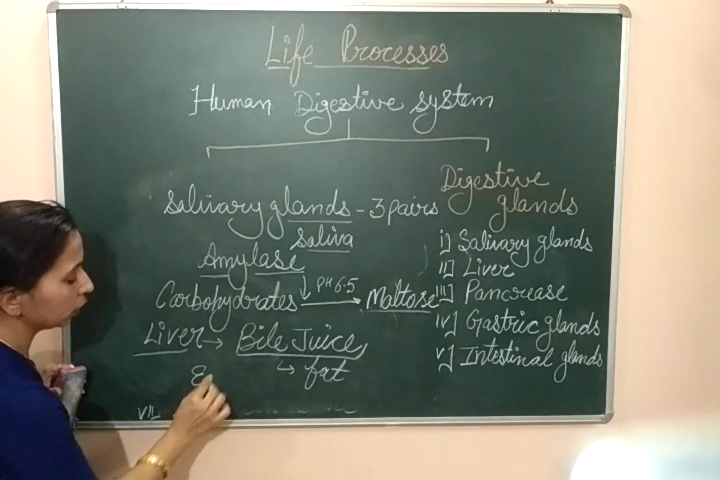 Life Processes
Human Digestive system
Salivary glands - 3 pairs
Saliva
Amylase
Carbohydrates PH 6.5 → Maltose
Liver → Bile Juice,
↳ fat
E
VII
Digestive
glands
i] Salivary glands
ii] Liver
iii] Pancrease
iv] Gastric glands
v] Intestinal glands